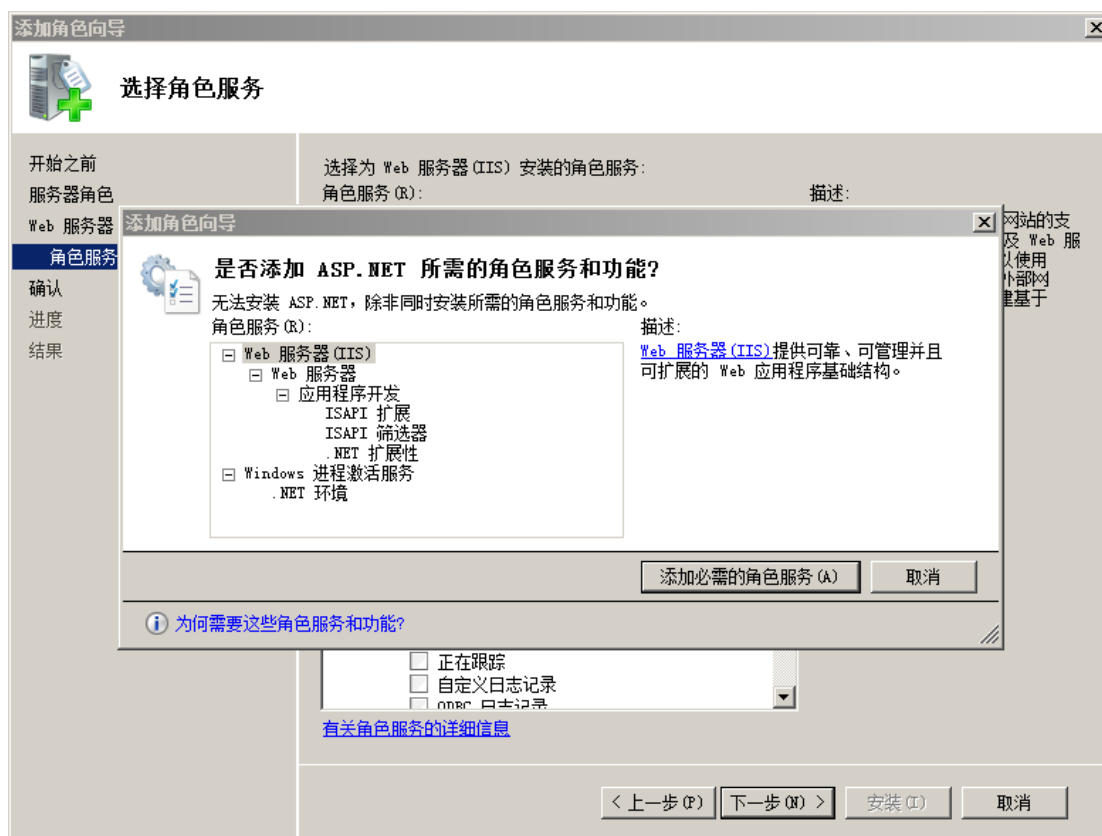 添加角色向导
选择角色服务
开始之前
服务器角色
Web 服务器
角色服务
确认
进度
结果
选择为 Web 服务器(IIS) 安装的角色服务:
角色服务(R):
描述:
网站的支
及 Web 服
以使用
外部网
建基于
添加角色向导
是否添加 ASP.NET 所需的角色服务和功能?
无法安装 ASP.NET,除非同时安装所需的角色服务和功能。
角色服务(R):
Web 服务器(IIS)
Web 服务器
应用程序开发
ISAPI 扩展
ISAPI 筛选器
.NET 扩展性
Windows 进程激活服务
.NET 环境
描述:
Web 服务器(IIS)提供可靠、可管理并且
可扩展的 Web 应用程序基础结构。
添加必需的角色服务(A)
取消
为何需要这些角色服务和功能?
正在跟踪
自定义日志记录
ODBC 日志记录
有关角色服务的详细信息
< 上一步(P)
下一步(N) >
安装(I)
取消